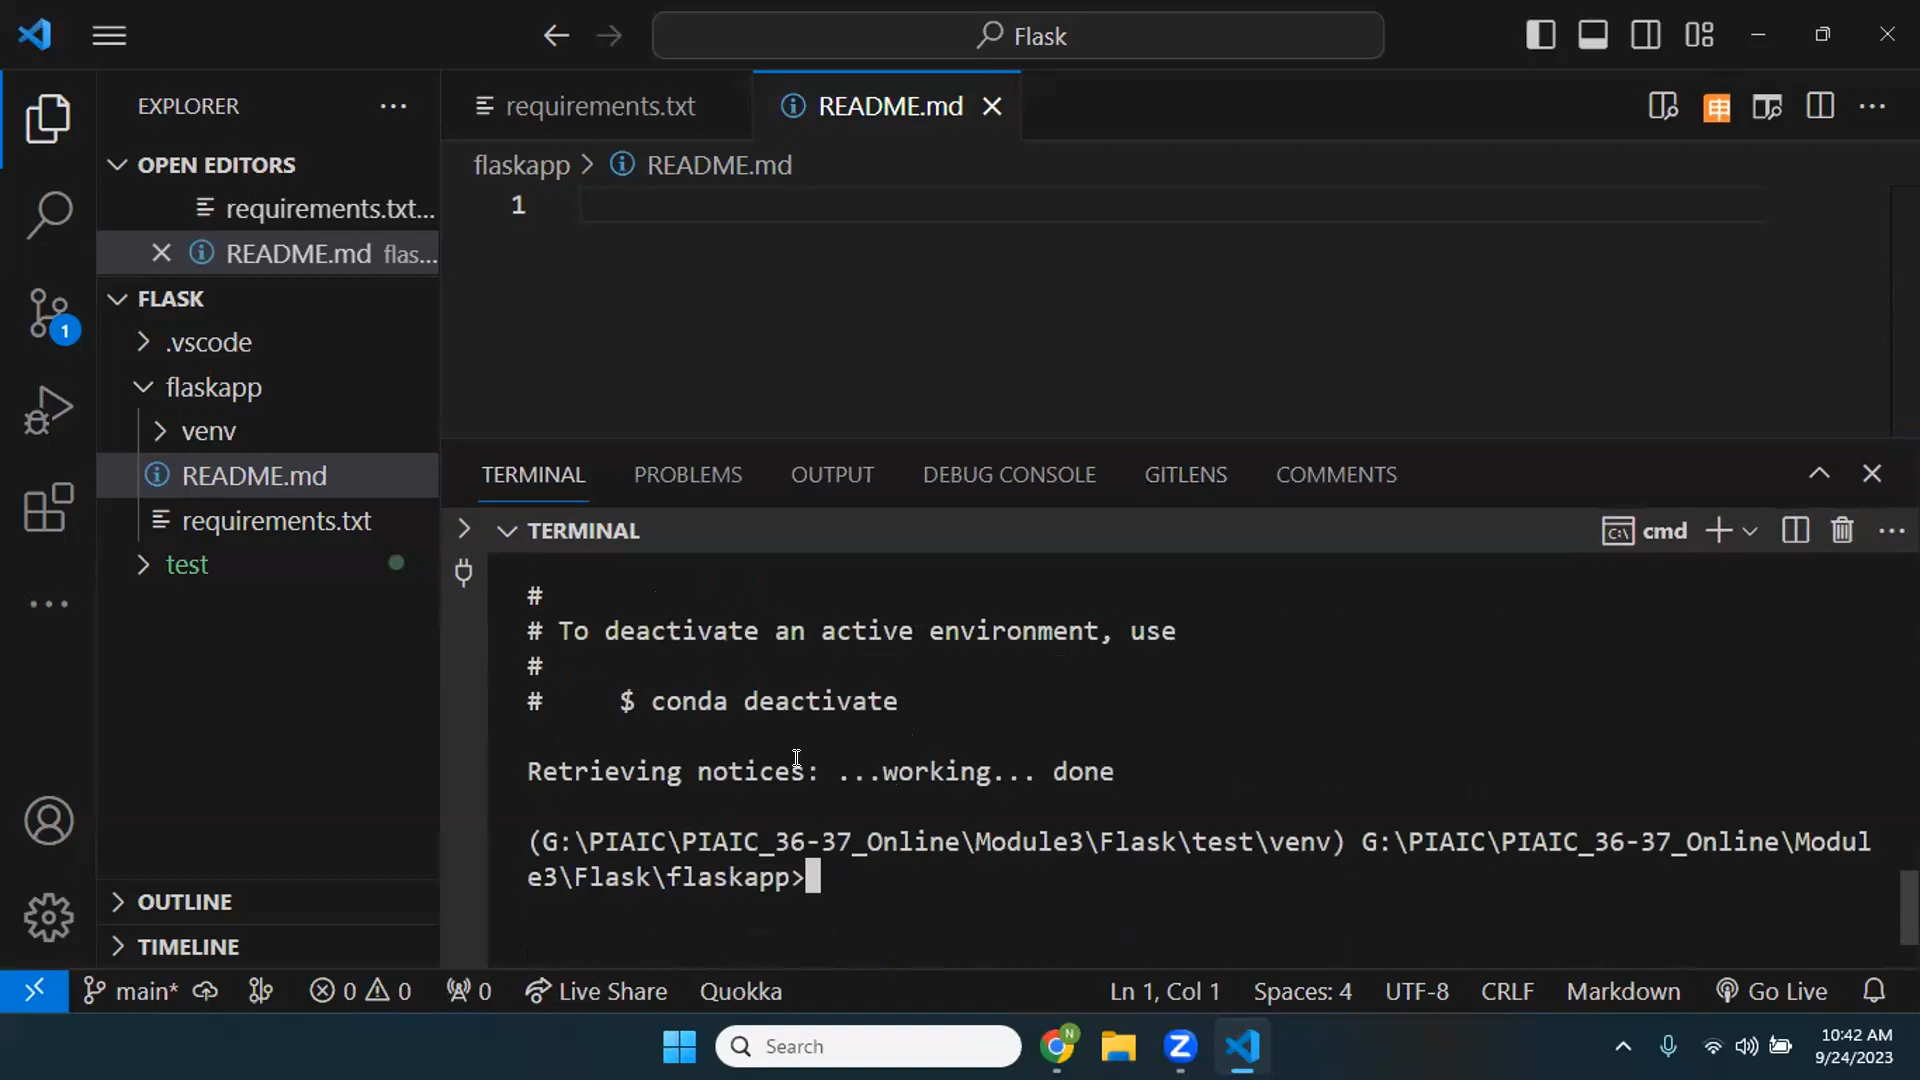 Flask
EXPLORER
OPEN EDITORS
requirements.txt...
README.md flas...
FLASK
.vscode
flaskapp
venv
README.md
requirements.txt
test
OUTLINE
TIMELINE
1
requirements.txt
README.md
flaskapp > README.md
1
TERMINAL PROBLEMS OUTPUT DEBUG CONSOLE GITLENS COMMENTS
TERMINAL
cmd
#
# To deactivate an active environment, use
#
# $ conda deactivate
Retrieving notices: ...working... done
(G:\PIAIC\PIAIC_36-37_Online\Module3\Flask\test\venv) G:\PIAIC\PIAIC_36-37_Online\Modul
e3\Flask\flaskapp>
main* 0 0 0 Live Share Quokka Ln 1, Col 1 Spaces: 4 UTF-8 CRLF Markdown Go Live
Search
N
Z
10:42 AM
9/24/2023